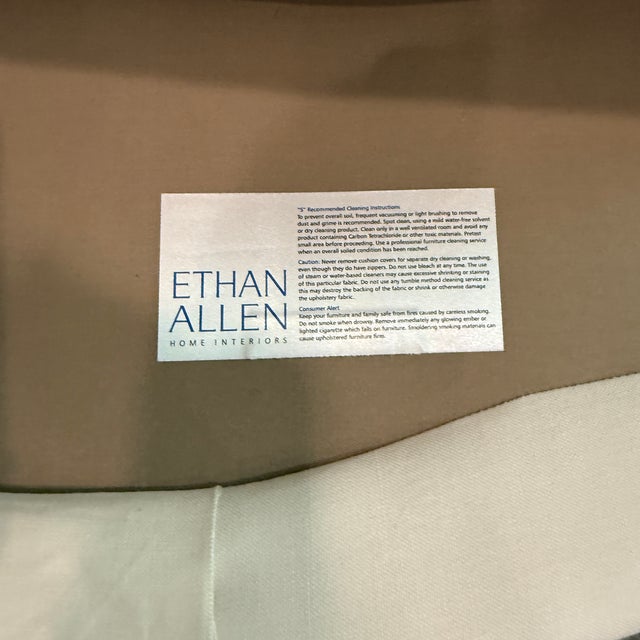 ETHAN
ALLEN
HOME INTERIORS
"S" Recommended Cleaning Instructions
To prevent overall soil, frequent vacuuming or light brushing to remove
dust and grime is recommended. Spot clean, using a mild water-free solvent
or dry cleaning product. Clean only in a well ventilated room and avoid any
product containing Carbon Tetrachloride or other toxic materials. Pretest
small area before proceeding. Use a professional furniture cleaning service
when an overall soiled condition has been reached.
Caution: Never remove cushion covers for separate dry cleaning or washing,
even though they do have zippers. Do not use bleach at any time. The use
of steam or water-based cleaners may cause excessive shrinking or staining
of this particular fabric. Do not use any tumble method cleaning service as
this may destroy the backing of the fabric or shrink or otherwise damage
the upholstery fabric.
Consumer Alert
Keep your furniture and family safe from fires caused by careless smoking.
Do not smoke when drowsy. Remove immediately any glowing ember or
lighted cigarette which falls on furniture. Smoldering smoking materials can
cause upholstered furniture fires.